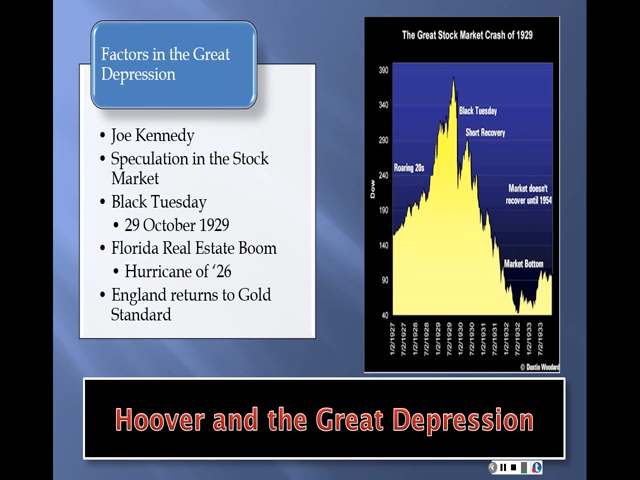 Factors in the Great
Depression
• Joe Kennedy
• Speculation in the Stock
Market
• Black Tuesday
• 29 October 1929
• Florida Real Estate Boom
• Hurricane of ‘26
• England returns to Gold
Standard
The Great Stock Market Crash of 1929
390
340
290
240
190
140
90
40
Dow
Roaring 20s
Black Tuesday
Short Recovery
Market doesn't
recover until 1954
Market Bottom
1/2/1927
7/2/1927
1/2/1928
7/2/1928
1/2/1929
7/2/1929
1/2/1930
7/2/1930
1/2/1931
7/2/1931
1/2/1932
7/2/1932
1/2/1933
7/2/1933
© Dustin Woodard
Hoover and the Great Depression